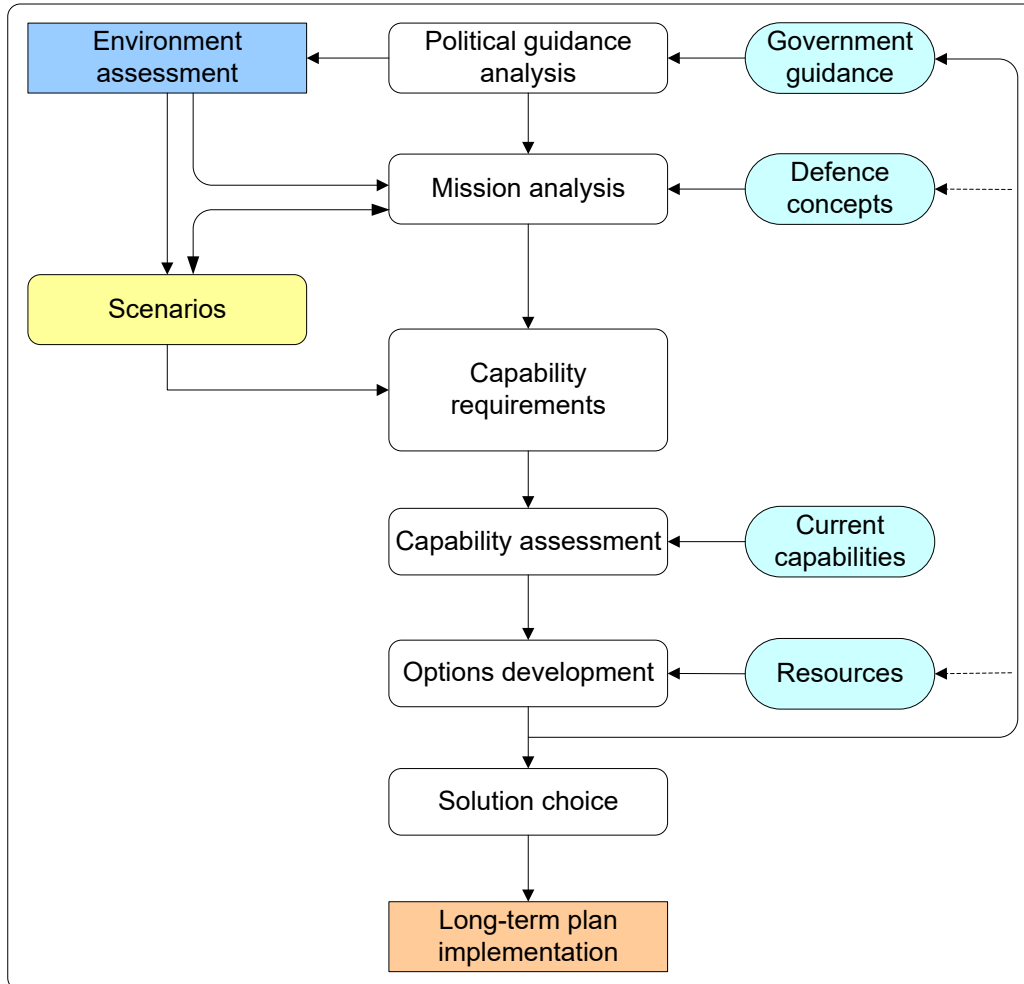 Environment
assessment
Political guidance
analysis
Government
guidance
Mission analysis
Defence
concepts
Scenarios
Capability
requirements
Capability assessment
Current
capabilities
Options development
Resources
Solution choice
Long-term plan
implementation